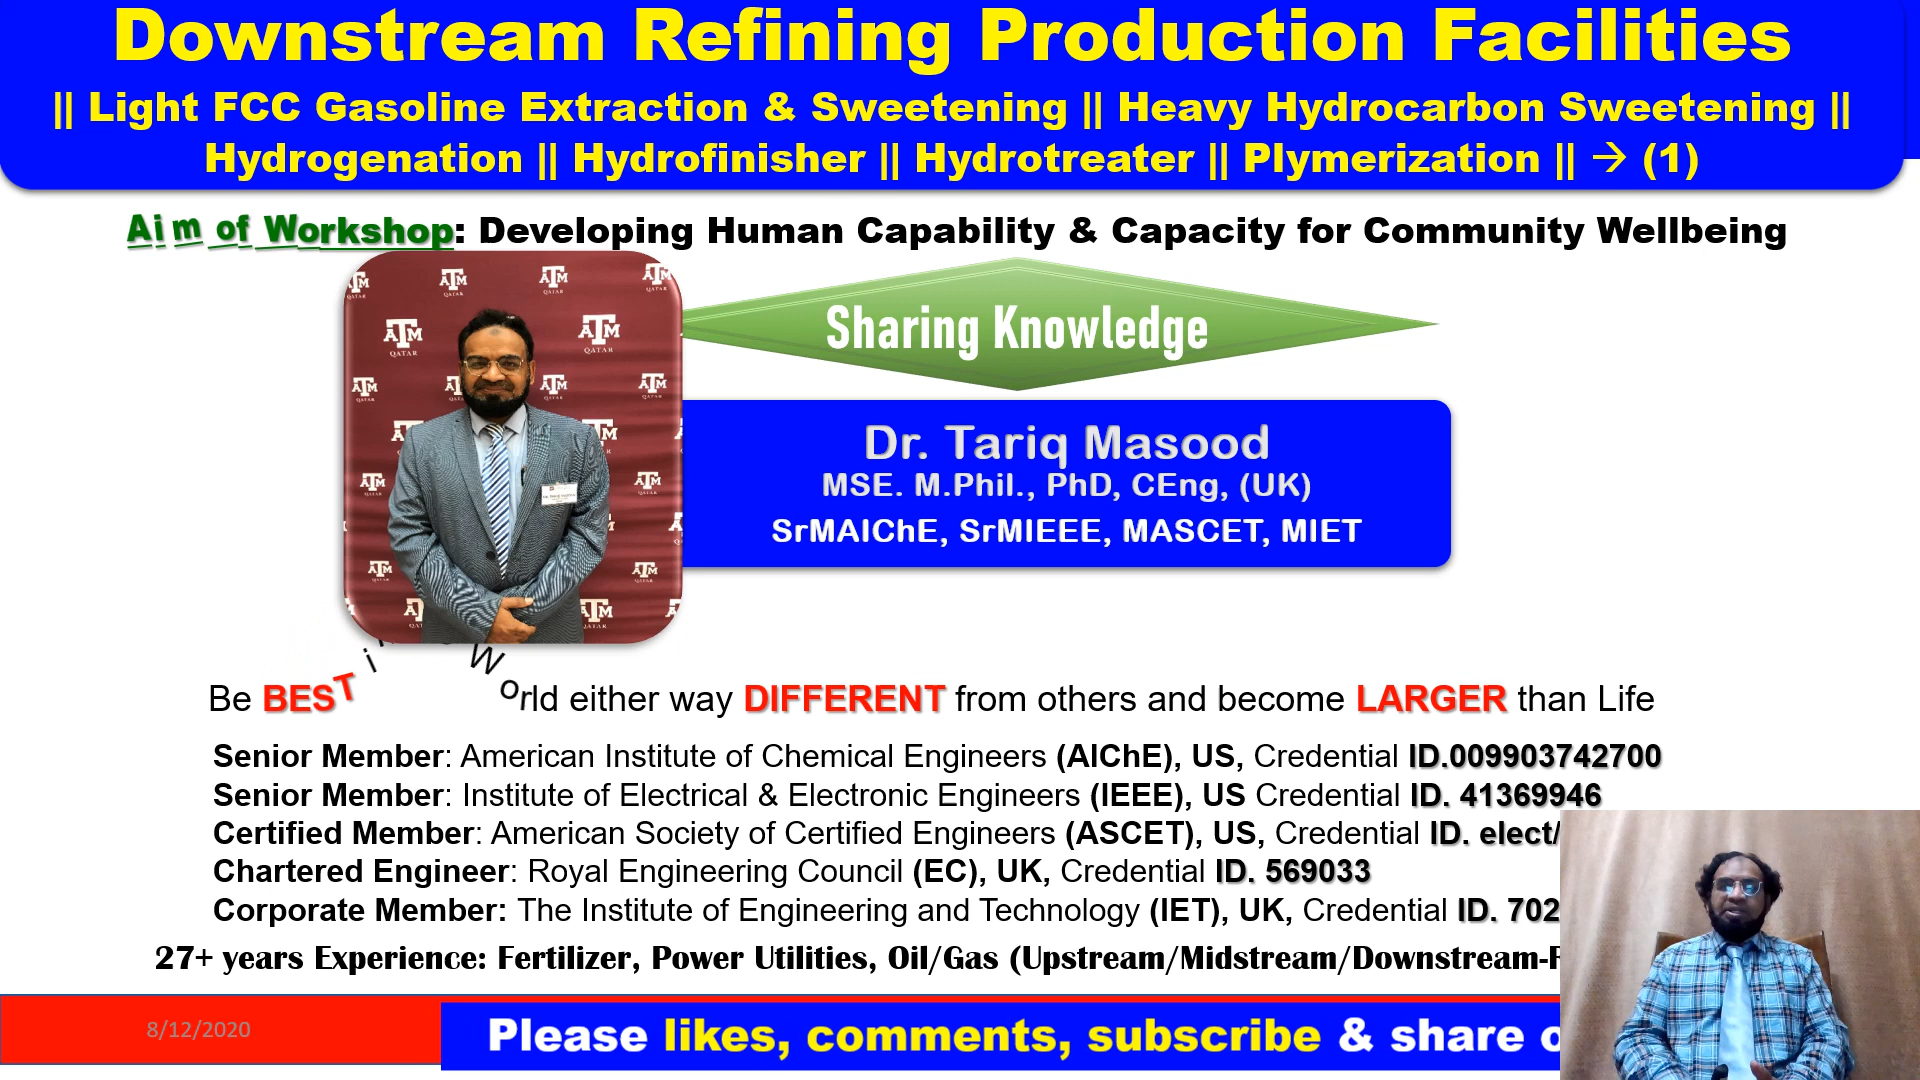 Downstream Refining Production Facilities
|| Light FCC Gasoline Extraction & Sweetening || Heavy Hydrocarbon Sweetening ||
Hydrogenation || Hydrofinisher || Hydrotreater || Plymerization || → (1)
Aim of Workshop: Developing Human Capability & Capacity for Community Wellbeing
ATM
QATAR
Sharing Knowledge
Dr. Tariq Masood
MSE. M.Phil., PhD, CEng, (UK)
SrMAIChE, SrMIEEE, MASCET, MIET
Be BEST World either way DIFFERENT from others and become LARGER than Life
Senior Member: American Institute of Chemical Engineers (AIChE), US, Credential ID.009903742700
Senior Member: Institute of Electrical & Electronic Engineers (IEEE), US Credential ID. 41369946
Certified Member: American Society of Certified Engineers (ASCET), US, Credential ID. elect/
Chartered Engineer: Royal Engineering Council (EC), UK, Credential ID. 569033
Corporate Member: The Institute of Engineering and Technology (IET), UK, Credential ID. 702
27+ years Experience: Fertilizer, Power Utilities, Oil/Gas (Upstream/Midstream/Downstream-
8/12/2020
Please likes, comments, subscribe & share